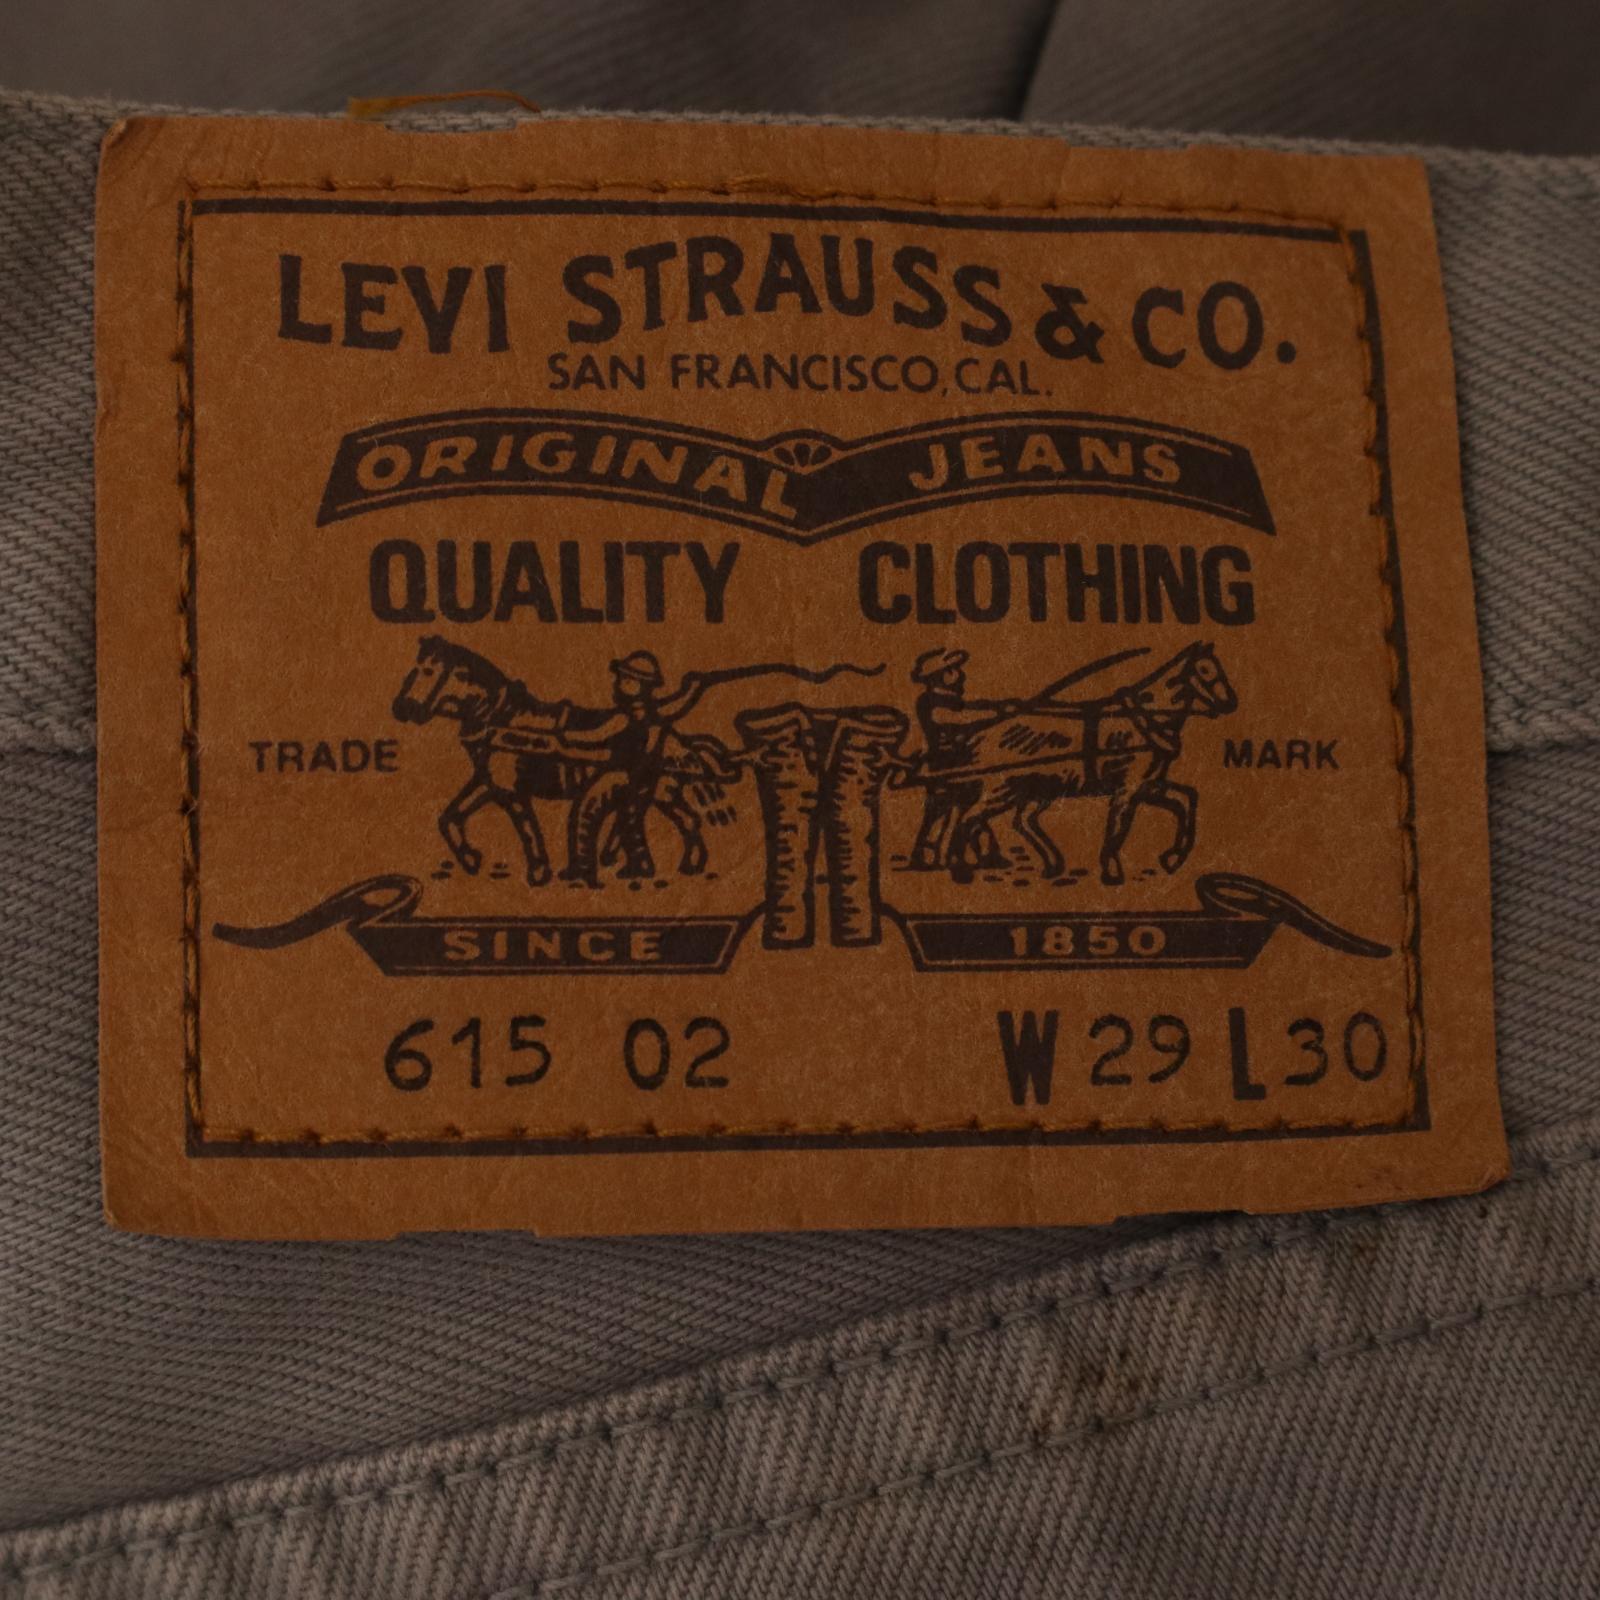 LEVI STRAUSS & CO.
SAN FRANCISCO, CAL.
ORIGINAL JEANS
QUALITY CLOTHING
TRADE MARK
SINCE 1850
615 02 W 29 L 30